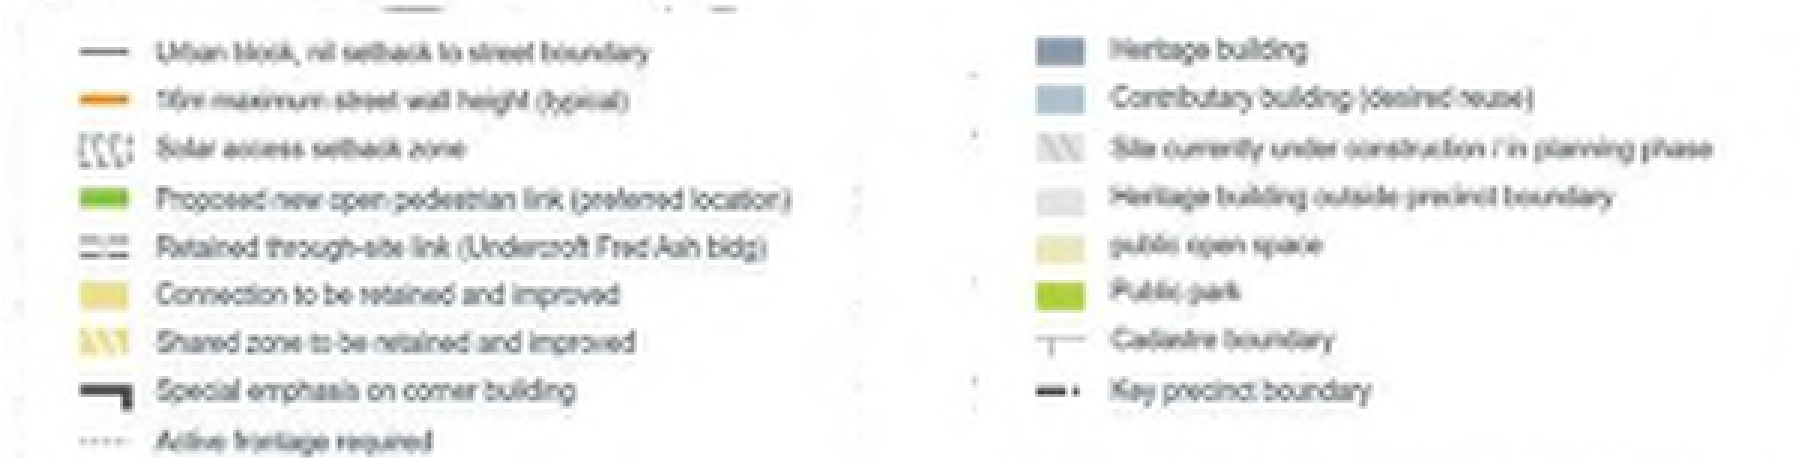 Urban block, nil setback to street boundary
16m maximum street wall height (typical)
Solar access setback zone
Proposed new open pedestrian link (preferred location)
Retained through-site link (Undercroft Fred Ash bldg)
Connection to be retained and improved
Shared zone to be retained and improved
Special emphasis on corner building
Active frontage required
Heritage building
Contributary building (desired reuse)
Site currently under construction / in planning phase
Heritage building outside precinct boundary
public open space
Public park
Cadastre boundary
Key precinct boundary